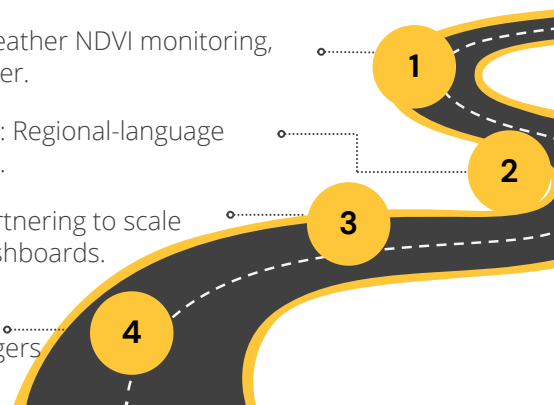 eather NDVI monitoring,
er.
1
: Regional-language
.
2
rtnering to scale
shboards.
3
4
gers